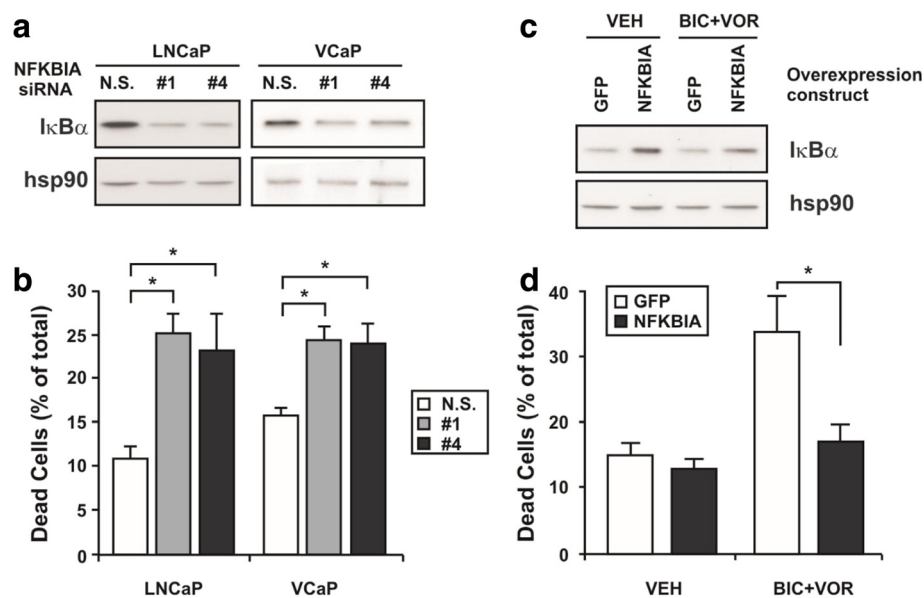 a
LNCaP
VCaP
NFKBIA
siRNA
N.S. #1 #4
N.S. #1 #4
IκBα
hsp90
c
VEH
BIC+VOR
GFP
NFKBIA
GFP
NFKBIA
Overexpression
construct
IκBα
hsp90
b
Dead Cells (% of total)
30
25
20
15
10
5
0
*
*
*
*
LNCaP
VCaP
N.S.
#1
#4
d
Dead Cells (% of total)
40
30
20
10
0
GFP
NFKBIA
*
VEH
BIC+VOR